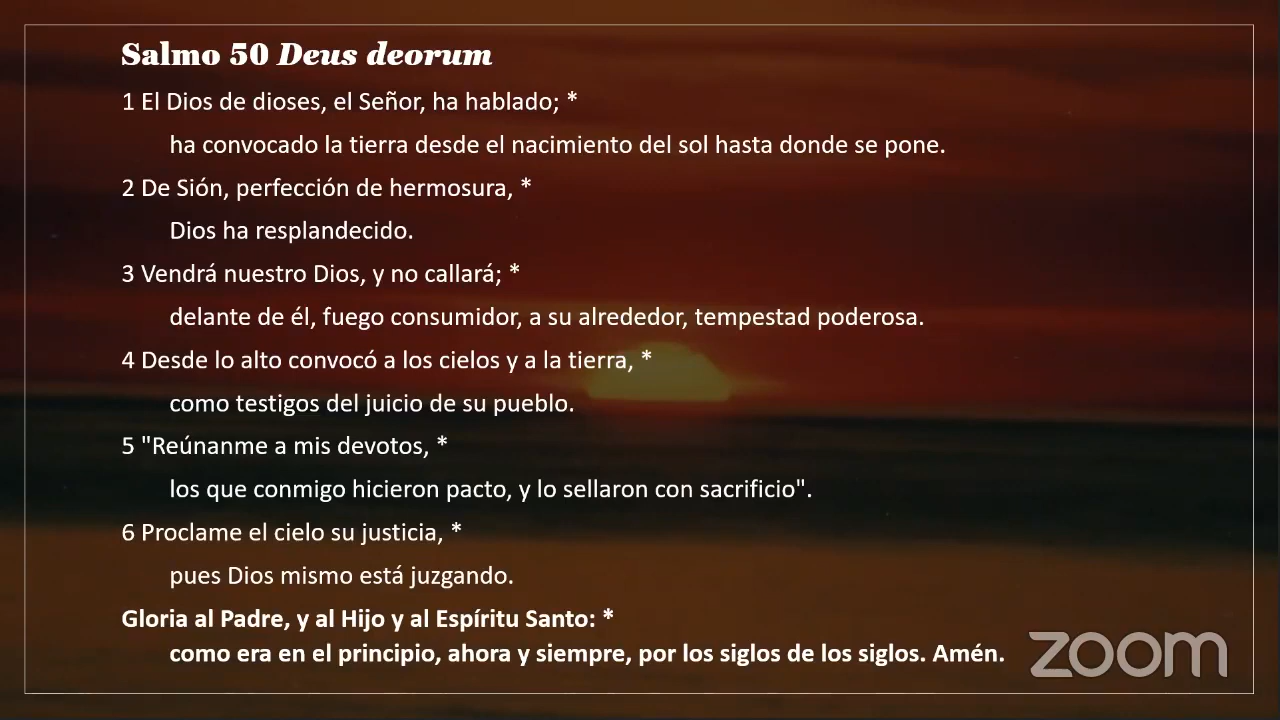 Salmo 50 Deus deorum
1 El Dios de dioses, el Señor, ha hablado; *
ha convocado la tierra desde el nacimiento del sol hasta donde se pone.
2 De Sión, perfección de hermosura, *
Dios ha resplandecido.
3 Vendrá nuestro Dios, y no callará; *
delante de él, fuego consumidor, a su alrededor, tempestad poderosa.
4 Desde lo alto convocó a los cielos y a la tierra, *
como testigos del juicio de su pueblo.
5 "Reúnanme a mis devotos, *
los que conmigo hicieron pacto, y lo sellaron con sacrificio".
6 Proclame el cielo su justicia, *
pues Dios mismo está juzgando.
Gloria al Padre, y al Hijo y al Espíritu Santo: *
como era en el principio, ahora y siempre, por los siglos de los siglos. Amén.
zoom